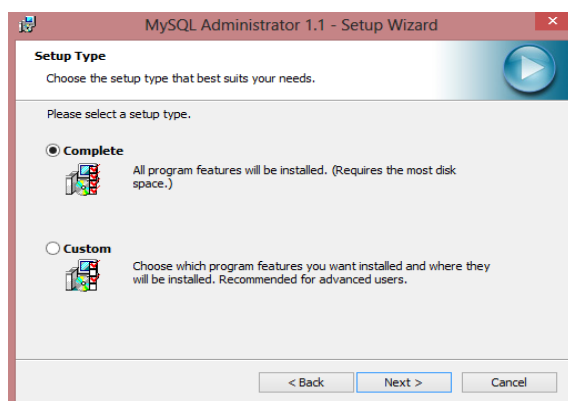 MySQL Administrator 1.1 - Setup Wizard
Setup Type
Choose the setup type that best suits your needs.
Please select a setup type.
Complete
All program features will be installed. (Requires the most disk
space.)
Custom
Choose which program features you want installed and where they
will be installed. Recommended for advanced users.
< Back
Next >
Cancel